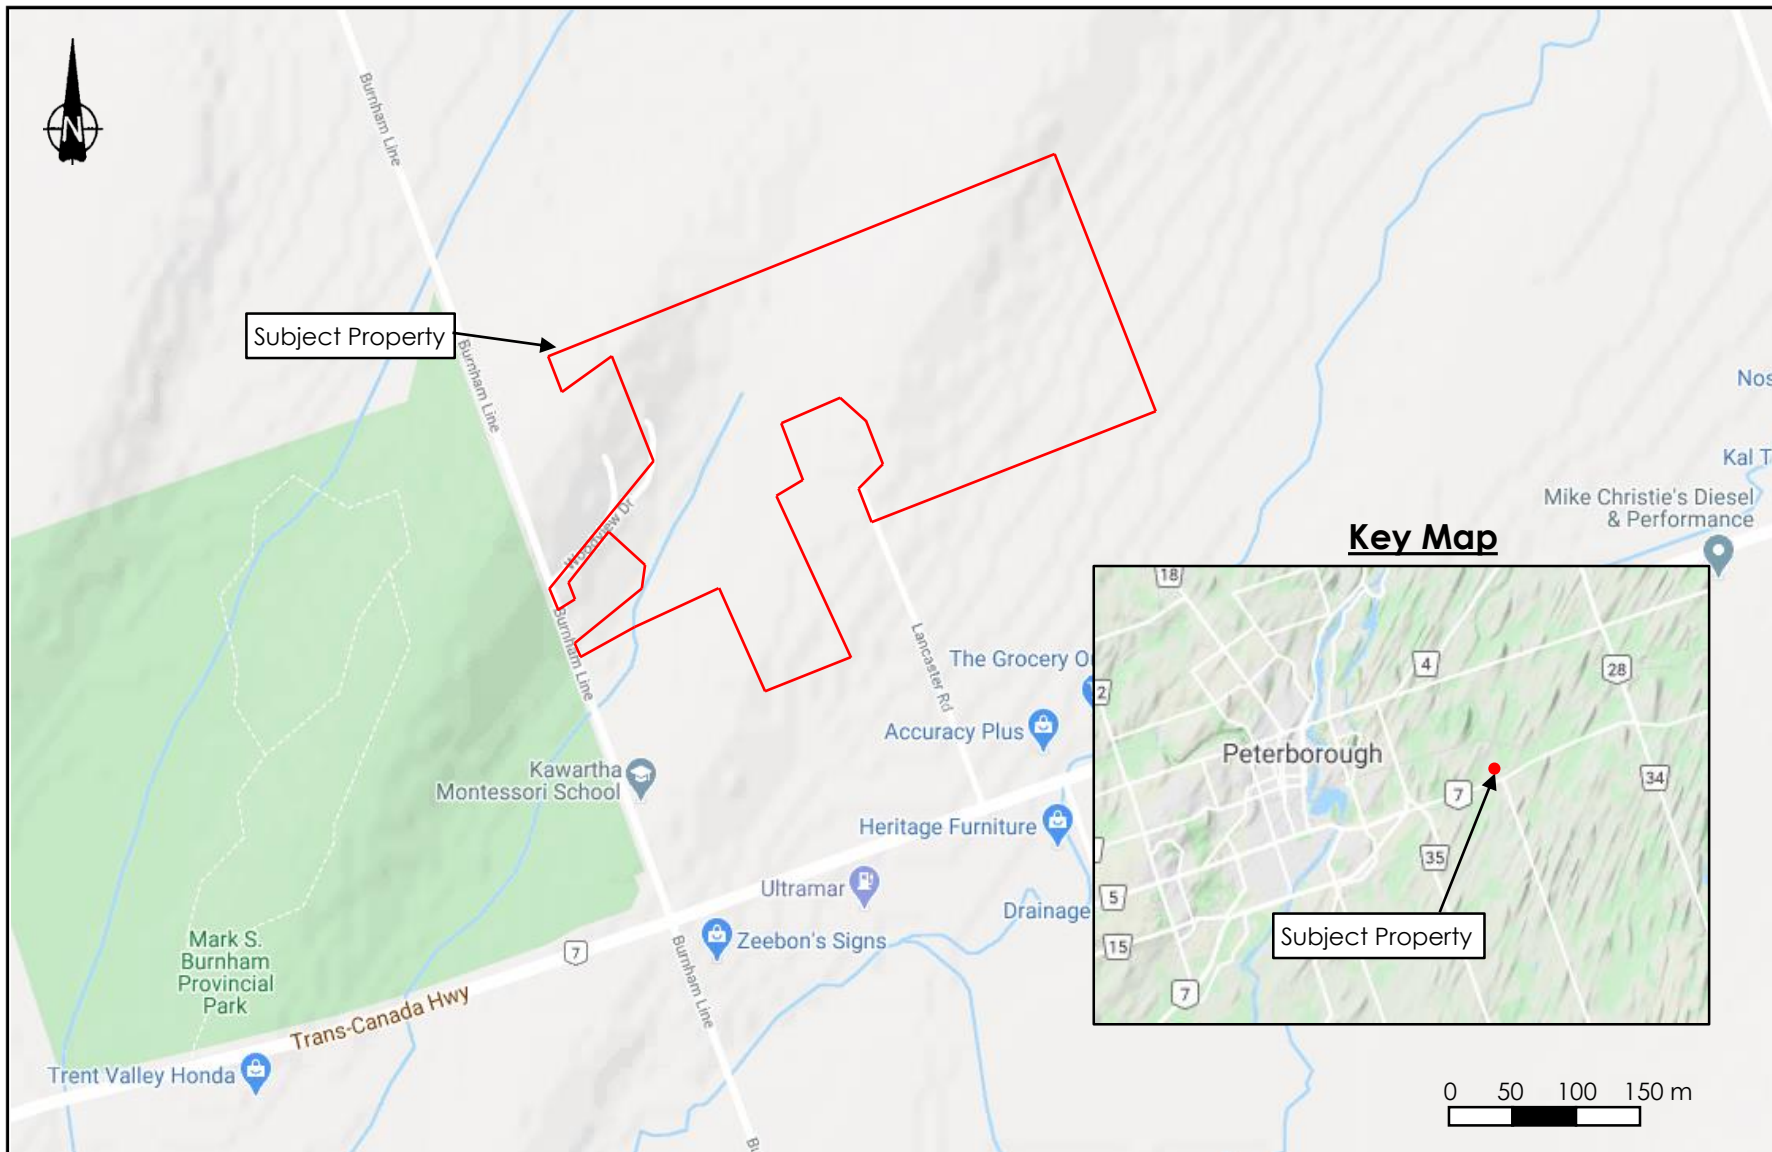 N
Burnham Line
Subject Property
Burnham Line
Woodview Dr
Burnham Line
Lancaster Rd
Nos
Kal T
Mike Christie's Diesel
& Performance
The Grocery O
Accuracy Plus
Kawartha
Montessori School
Heritage Furniture
Ultramar
Drainage
Zeebon's Signs
7
Mark S.
Burnham
Provincial
Park
Trans-Canada Hwy
Burnham Line
Trent Valley Honda
Bu
Key Map
18
4
28
2
Peterborough
34
7
35
5
15
7
Subject Property
0 50 100 150 m